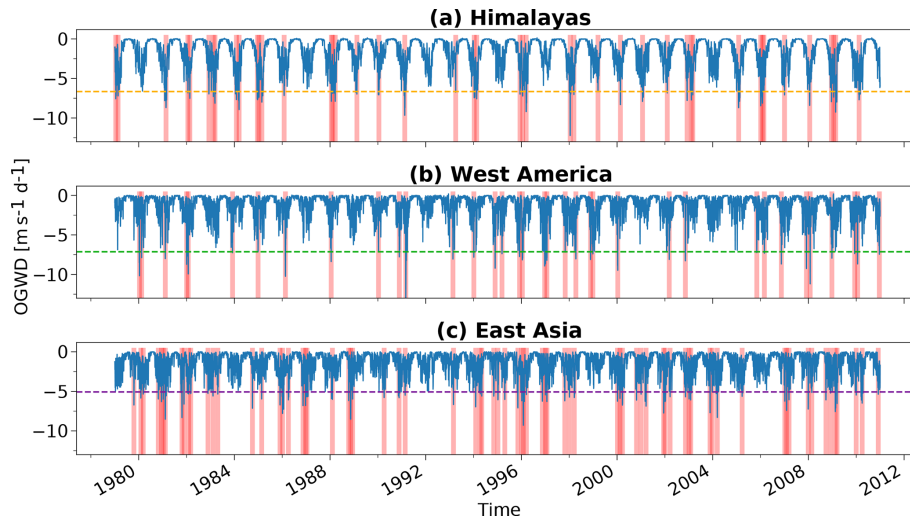 (a) Himalayas
0
−5
−10
(b) West America
0
−5
−10
OGWD [m s-1 d-1]
(c) East Asia
0
−5
−10
1980 1984 1988 1992 1996 2000 2004 2008 2012
Time